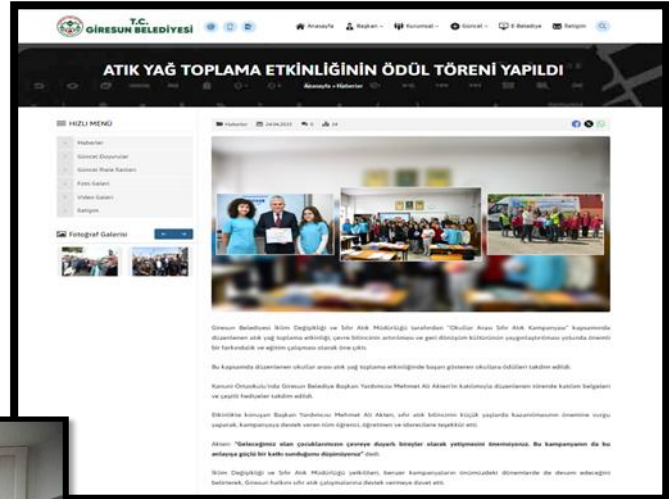 T.C.
GİRESUN BELEDİYESİ
Anasayfa
Başkan
Kurumsal
Güncel
E-Belediye
İletişim
ATIK YAĞ TOPLAMA ETKİNLİĞİNİN ÖDÜL TÖRENİ YAPILDI
Anasayfa » Haberler
HIZLI MENÜ
Haberler
Güncel Duyurular
Güncel İhale İlanları
Foto Galeri
Video Galeri
İletişim
Fotoğraf Galerisi
Haberler 24.04.2025 0 24
Giresun Belediyesi İklim Değişikliği ve Sıfır Atık Müdürlüğü tarafından "Okullar Arası Sıfır Atık Kampanyası" kapsamında
düzenlenen atık yağ toplama etkinliği, çevre bilincinin artırılması ve geri dönüşüm kültürünün yaygınlaştırılması yolunda önemli
bir farkındalık ve eğitim çalışması olarak öne çıktı.
Bu kapsamda düzenlenen okullar arası atık yağ toplama etkinliğinde başarı gösteren okullara ödülleri takdim edildi.
Kanuni Ortaokulu'nda Giresun Belediye Başkan Yardımcısı Mehmet Ali Akten'in katılımıyla düzenlenen törende katılım belgeleri
ve çeşitli hediyeler takdim edildi.
Etkinlikte konuşan Başkan Yardımcısı Mehmet Ali Akten, sıfır atık bilincinin küçük yaşlarda kazanılmasının önemine vurgu
yaparak, kampanyaya destek veren tüm öğrenci, öğretmen ve idarecilere teşekkür etti.
Akten: "Geleceğimiz olan çocuklarımızın çevreye duyarlı bireyler olarak yetişmesini önemsiyoruz. Bu kampanyanın da bu
anlayışa güçlü bir katkı sunduğunu düşünüyoruz" dedi.
İklim Değişikliği ve Sıfır Atık Müdürlüğü yetkilileri, benzer kampanyaların önümüzdeki dönemlerde de devam edeceğini
belirterek, Giresun halkını sıfır atık çalışmalarına destek vermeye davet etti.